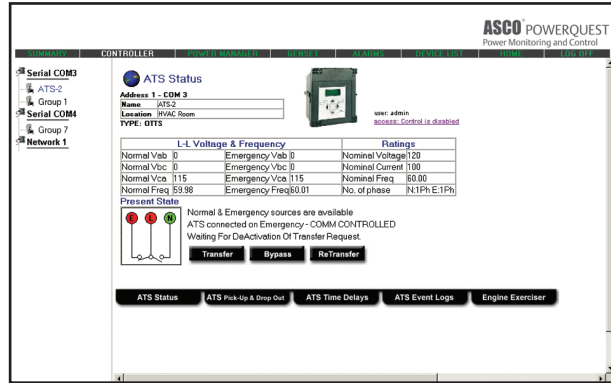 ASCO® POWERQUEST
Power Monitoring and Control
SUMMARY CONTROLLER POWER MANAGER GENSET ALARMS DEVICE LIST HOME LOG OFF
Serial COM3
ATS-2
Group 1
Serial COM4
Group 7
Network 1
ATS Status
Address 1 - COM 3
Name ATS-2
Location HVAC Room
TYPE: OTTS
user: admin
access: Control is disabled
L-L Voltage & Frequency Ratings
Normal Vab 0 Emergency Vab 0 Nominal Voltage 120
Normal Vbc 0 Emergency Vbc 0 Nominal Current 100
Normal Vca 115 Emergency Vca 115 Nominal Freq 60.00
Normal Freq 59.98 Emergency Freq 60.01 No. of phase N:1Ph E:1Ph
Present State
E L N
Normal & Emergency sources are available
ATS connected on Emergency - COMM CONTROLLED
Waiting For DeActivation Of Transfer Request.
Transfer Bypass ReTransfer
ATS Status ATS Pick-Up & Drop Out ATS Time Delays ATS Event Logs Engine Exerciser